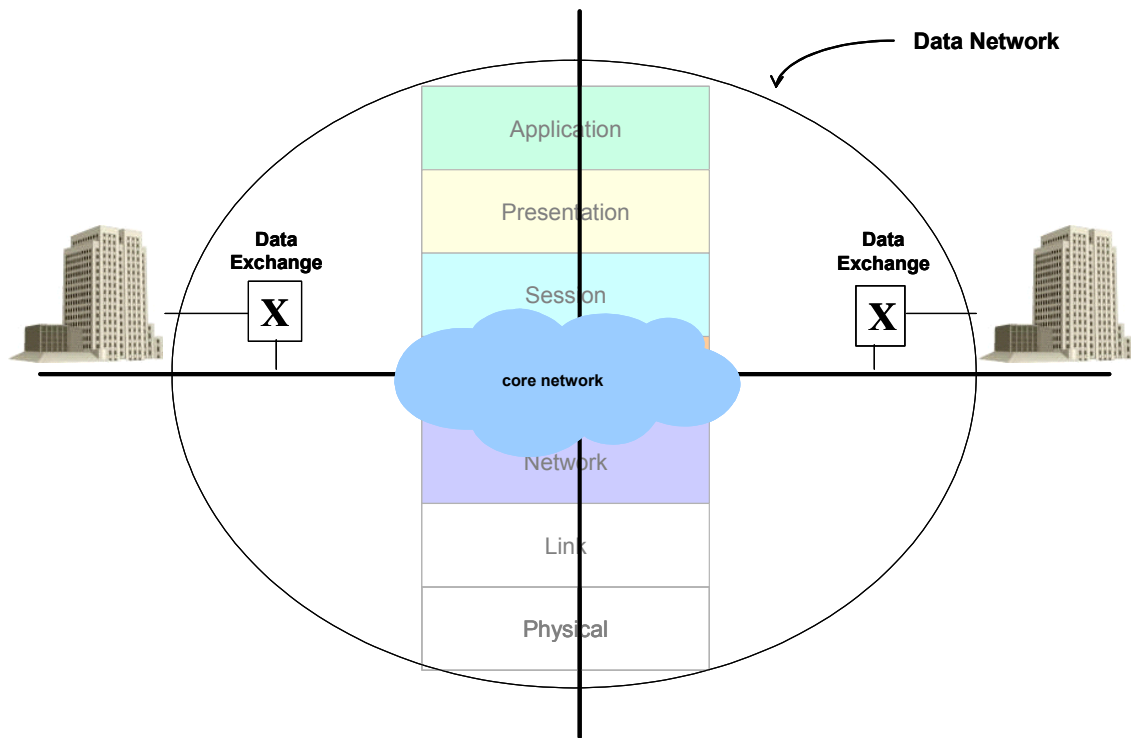 Data Network
Application
Presentation
Data
Exchange
X
Data
Exchange
X
Session
core network
Network
Link
Physical